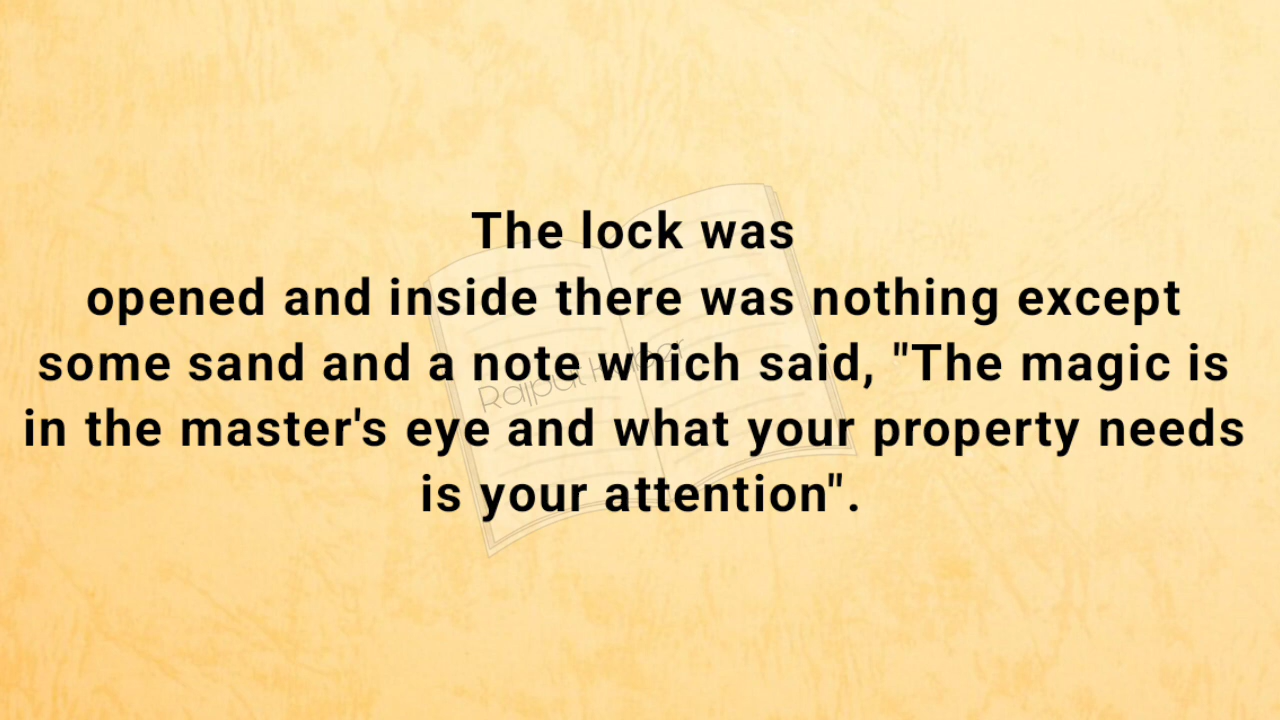 The lock was
opened and inside there was nothing except
some sand and a note which said, "The magic is
in the master's eye and what your property needs
is your attention".
Rajput